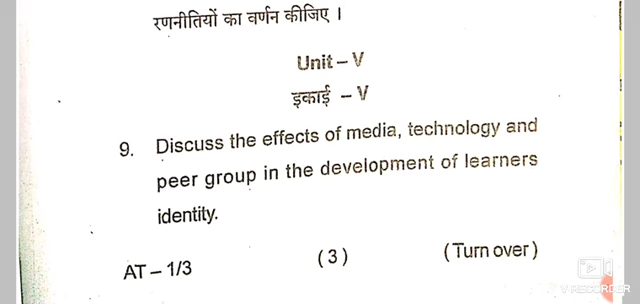 रणनीतियों का वर्णन कीजिए ।
Unit – V
इकाई – V
9. Discuss the effects of media, technology and
peer group in the development of learners
identity.
AT – 1/3 (3) (Turn over)
V RECORDER